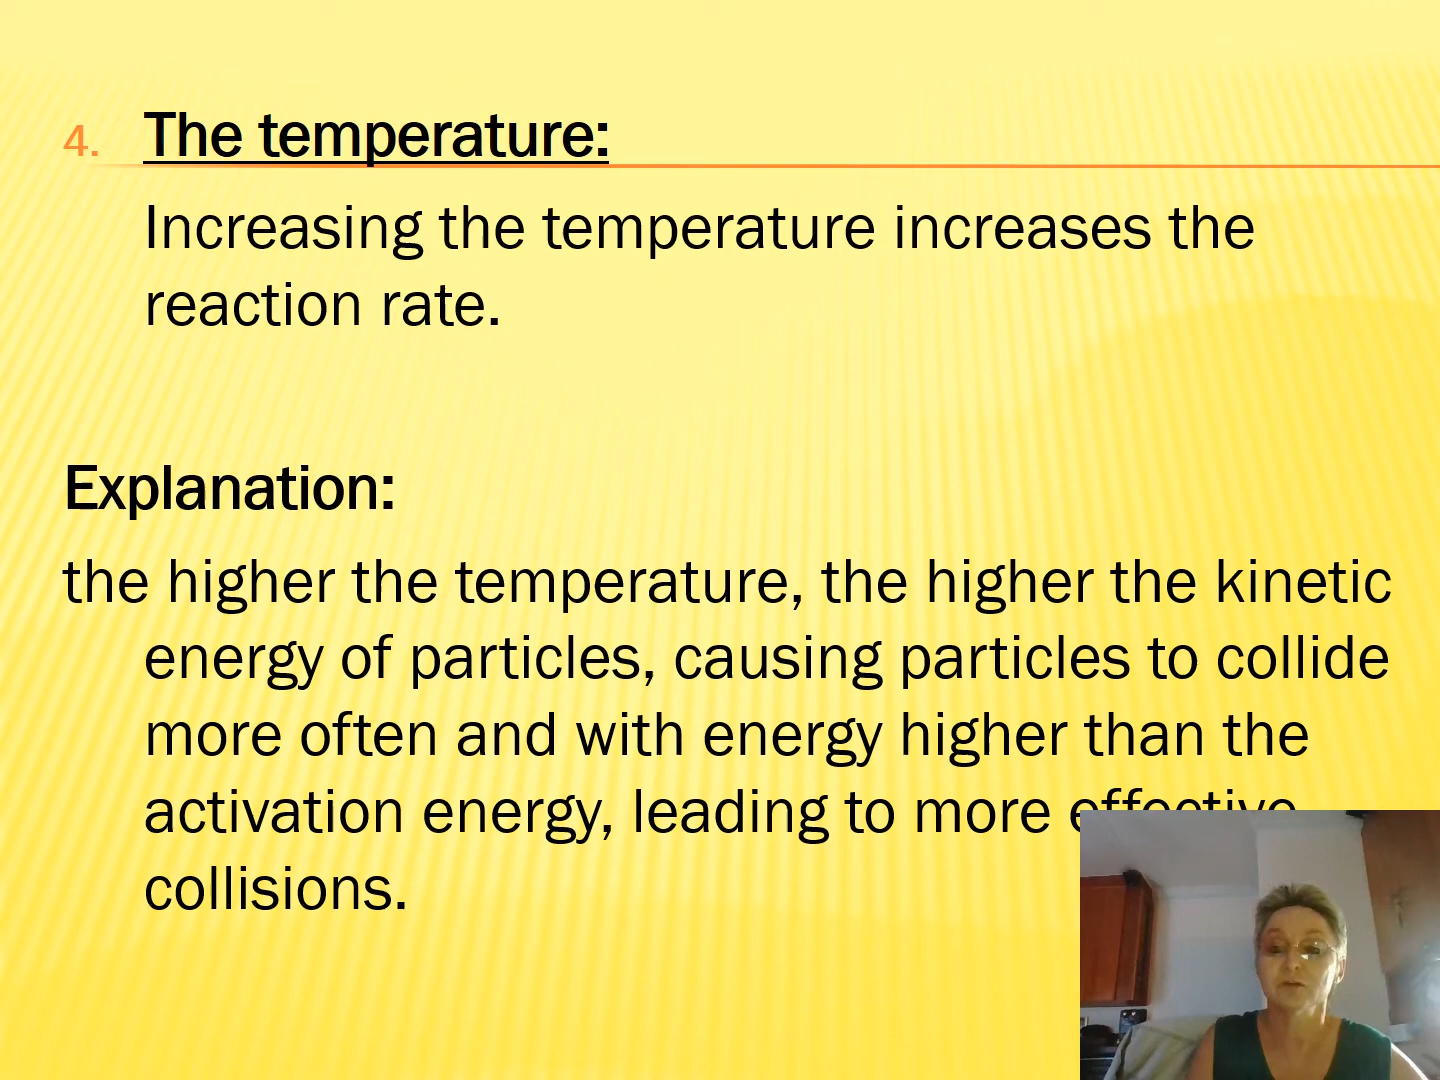 4. The temperature:
Increasing the temperature increases the
reaction rate.
Explanation:
the higher the temperature, the higher the kinetic
energy of particles, causing particles to collide
more often and with energy higher than the
activation energy, leading to more effective
collisions.